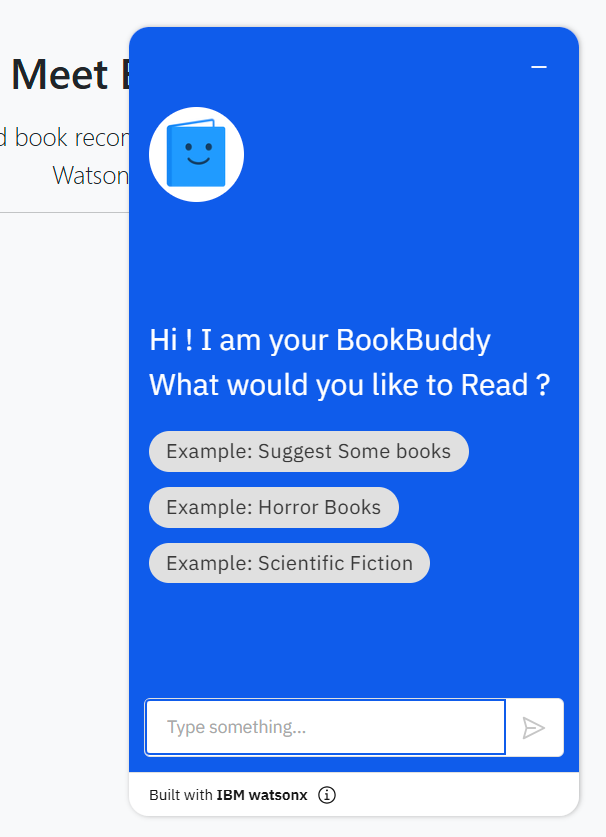 Meet
book
Watson
Hi ! I am your BookBuddy
What would you like to Read ?
Example: Suggest Some books
Example: Horror Books
Example: Scientific Fiction
Type something...
Built with IBM watsonx